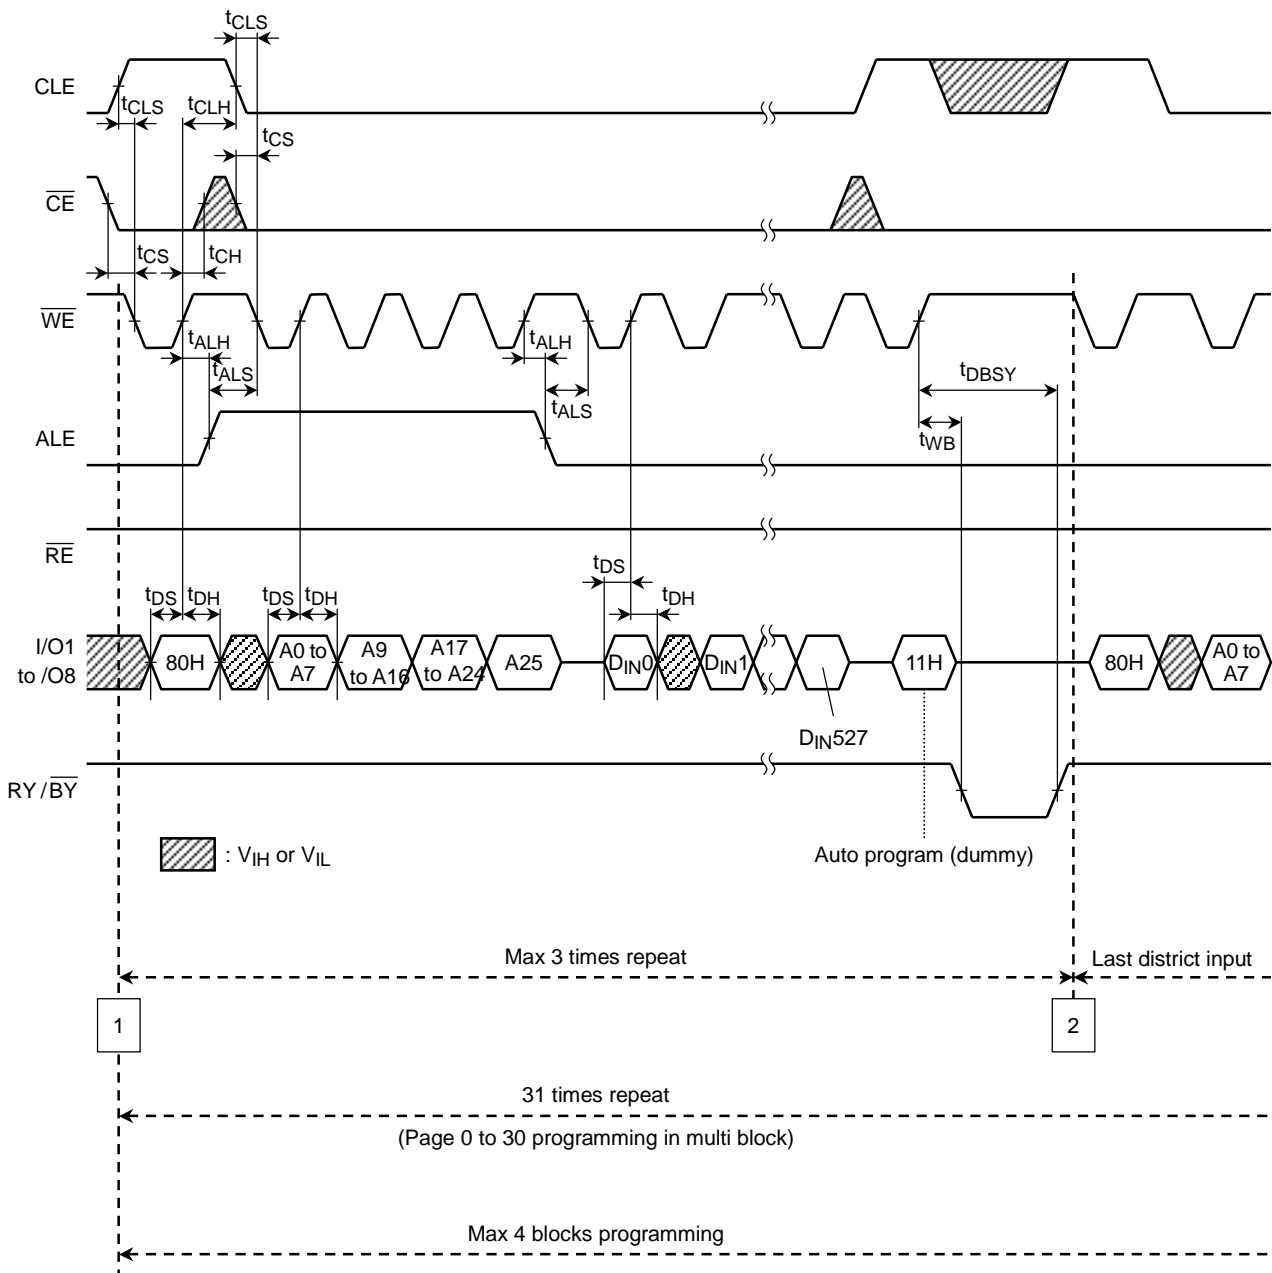 tCLS
CLE
tCLS tCLH
tCS
CE
tCS tCH
WE
tALH tALH
tALS tDBSY
tALS
ALE tWB
RE
tDS
tDS tDH tDS tDH tDH
I/O1
to /O8
80H
A0 to
A7
A9
to A16
A17
to A24
A25
DIN0
DIN1
11H
80H
A0 to
A7
DIN527
RY/BY
: VIH or VIL
Auto program (dummy)
Max 3 times repeat
Last district input
1
2
31 times repeat
(Page 0 to 30 programming in multi block)
Max 4 blocks programming